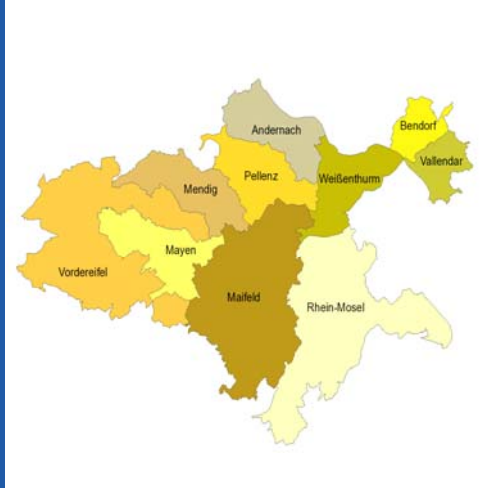 Andernach
Bendorf
Vallendar
Pellenz
Weißenthurm
Mendig
Mayen
Vordereifel
Maifeld
Rhein-Mosel